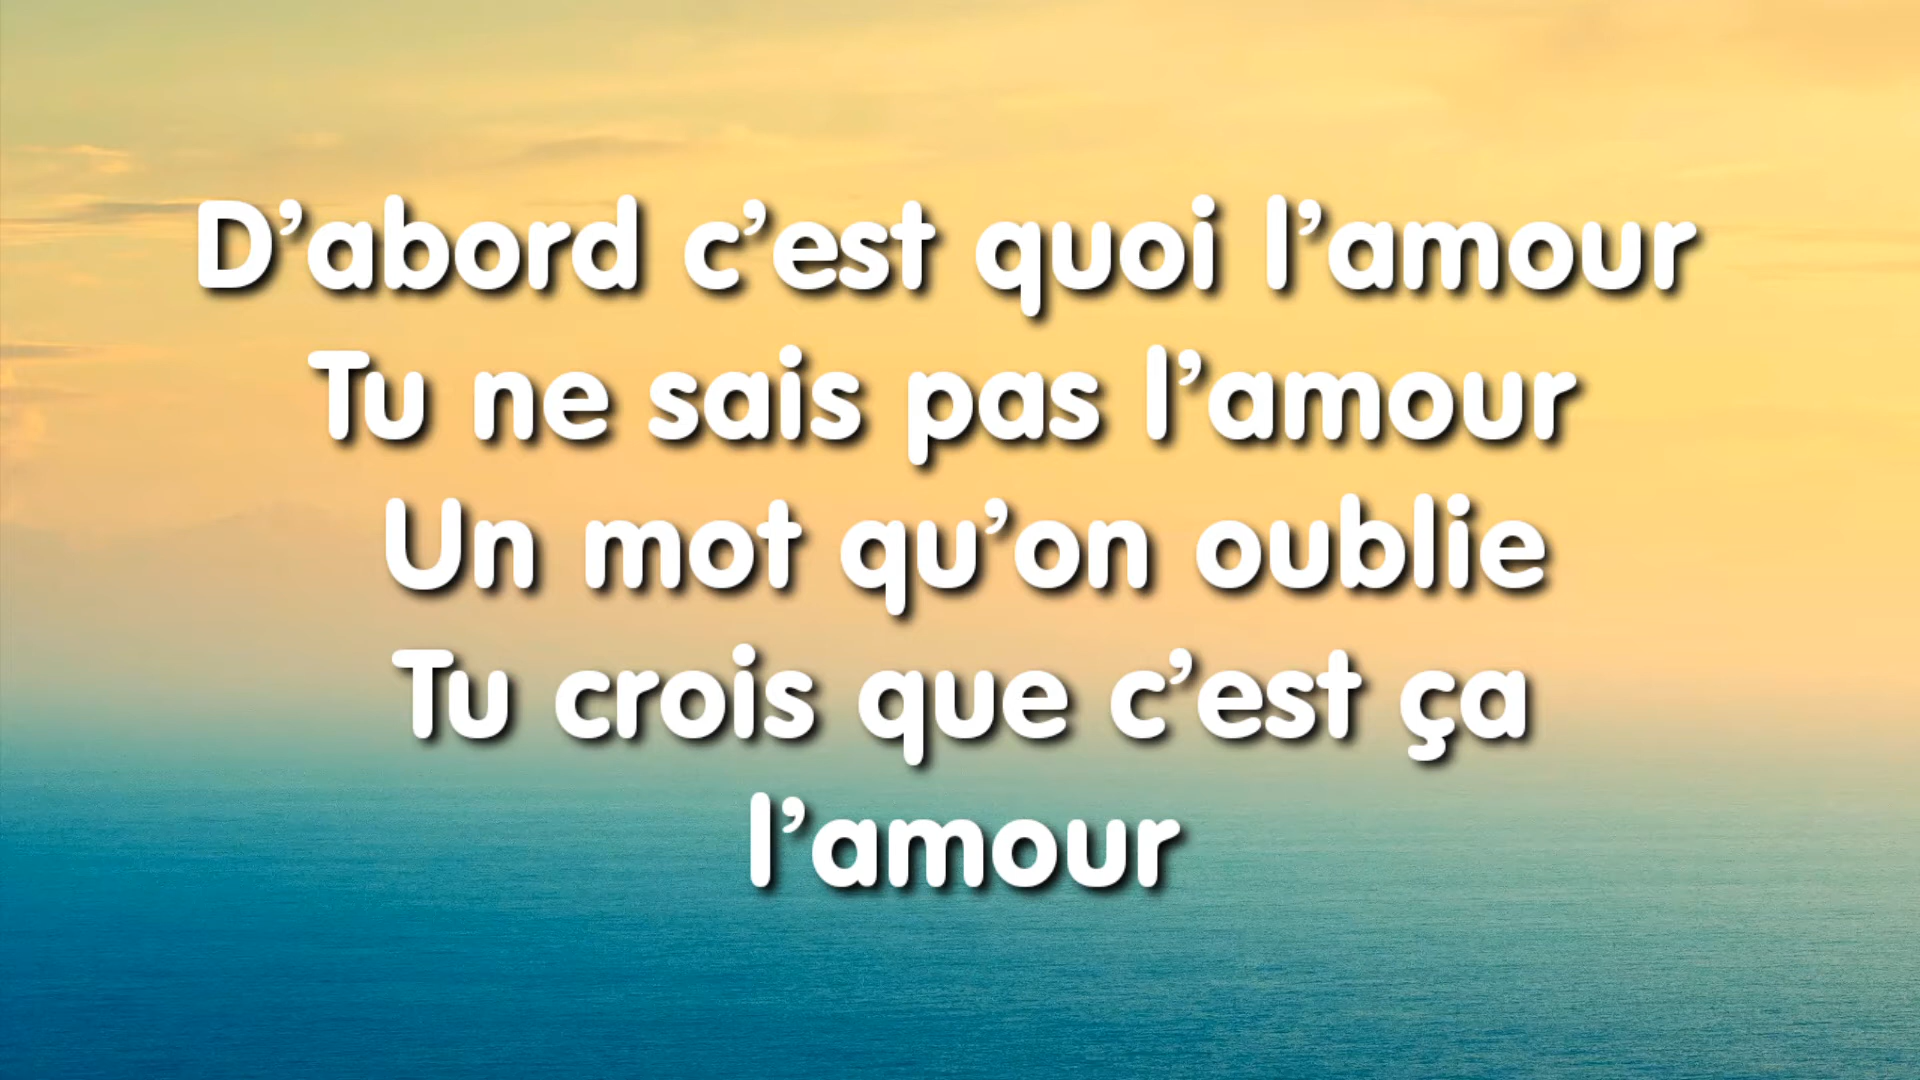 D’abord c’est quoi l’amour
Tu ne sais pas l’amour
Un mot qu’on oublie
Tu crois que c’est ça
l’amour